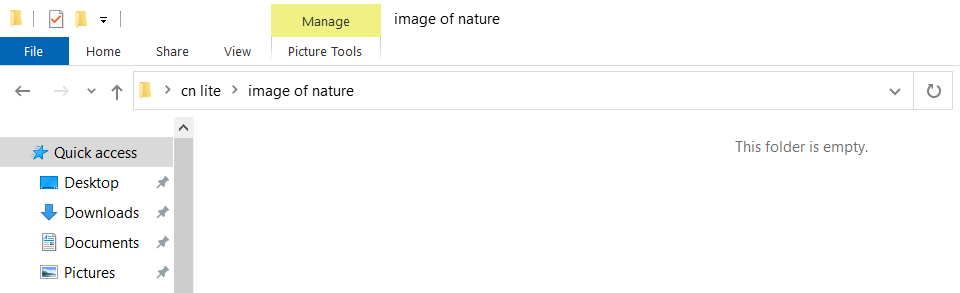 Manage
image of nature
File
Home
Share
View
Picture Tools
cn lite
image of nature
This folder is empty.
Quick access
Desktop
Downloads
Documents
Pictures